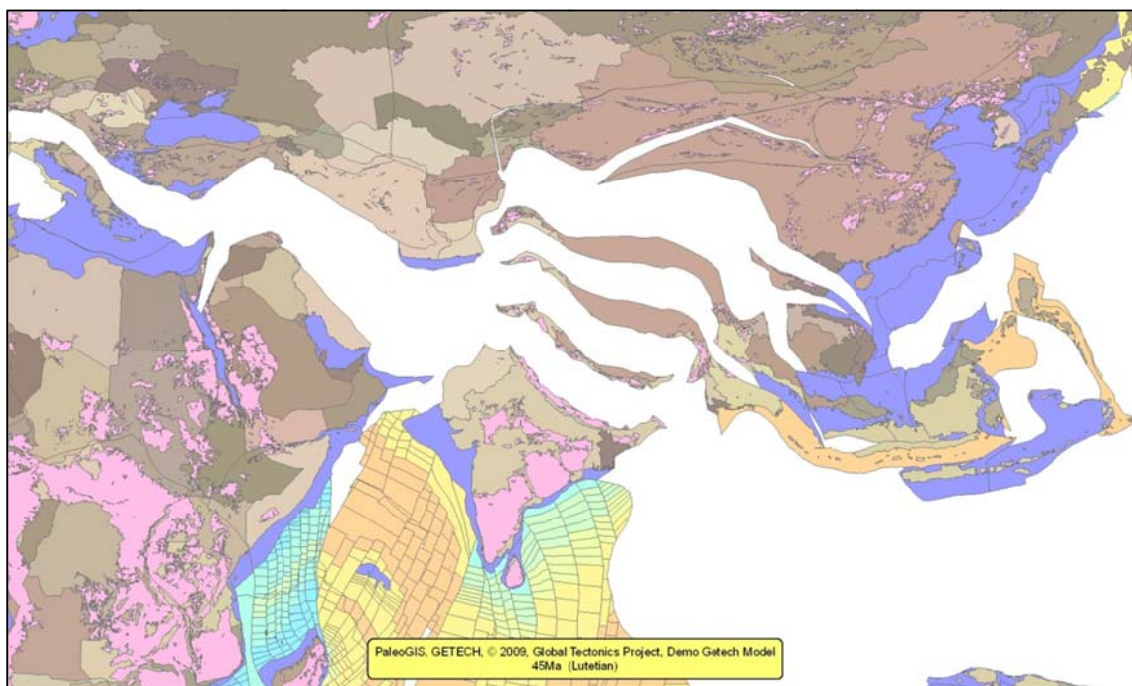 PaleoGIS, GETECH, © 2009, Global Tectonics Project, Demo Getech Model
45Ma (Lutetian)